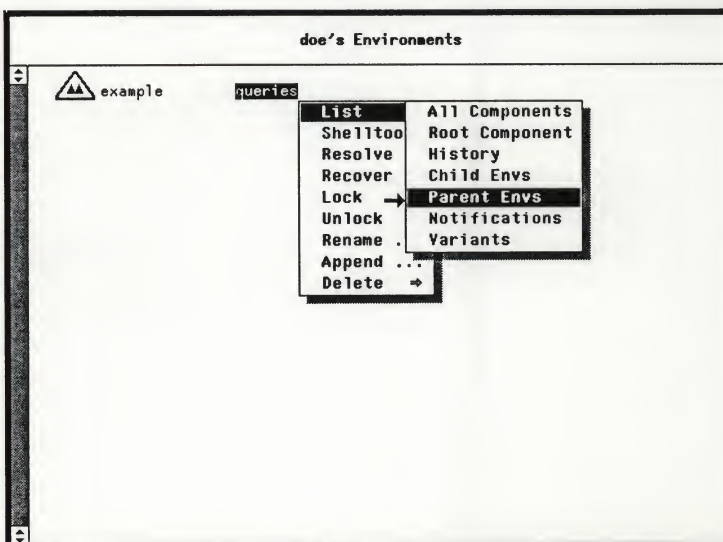 doe's Environments
example queries
List
Shelltoo
Resolve
Recover
Lock
Unlock
Rename .
Append ...
Delete ⇒
All Components
Root Component
History
Child Envs
Parent Envs
Notifications
Variants